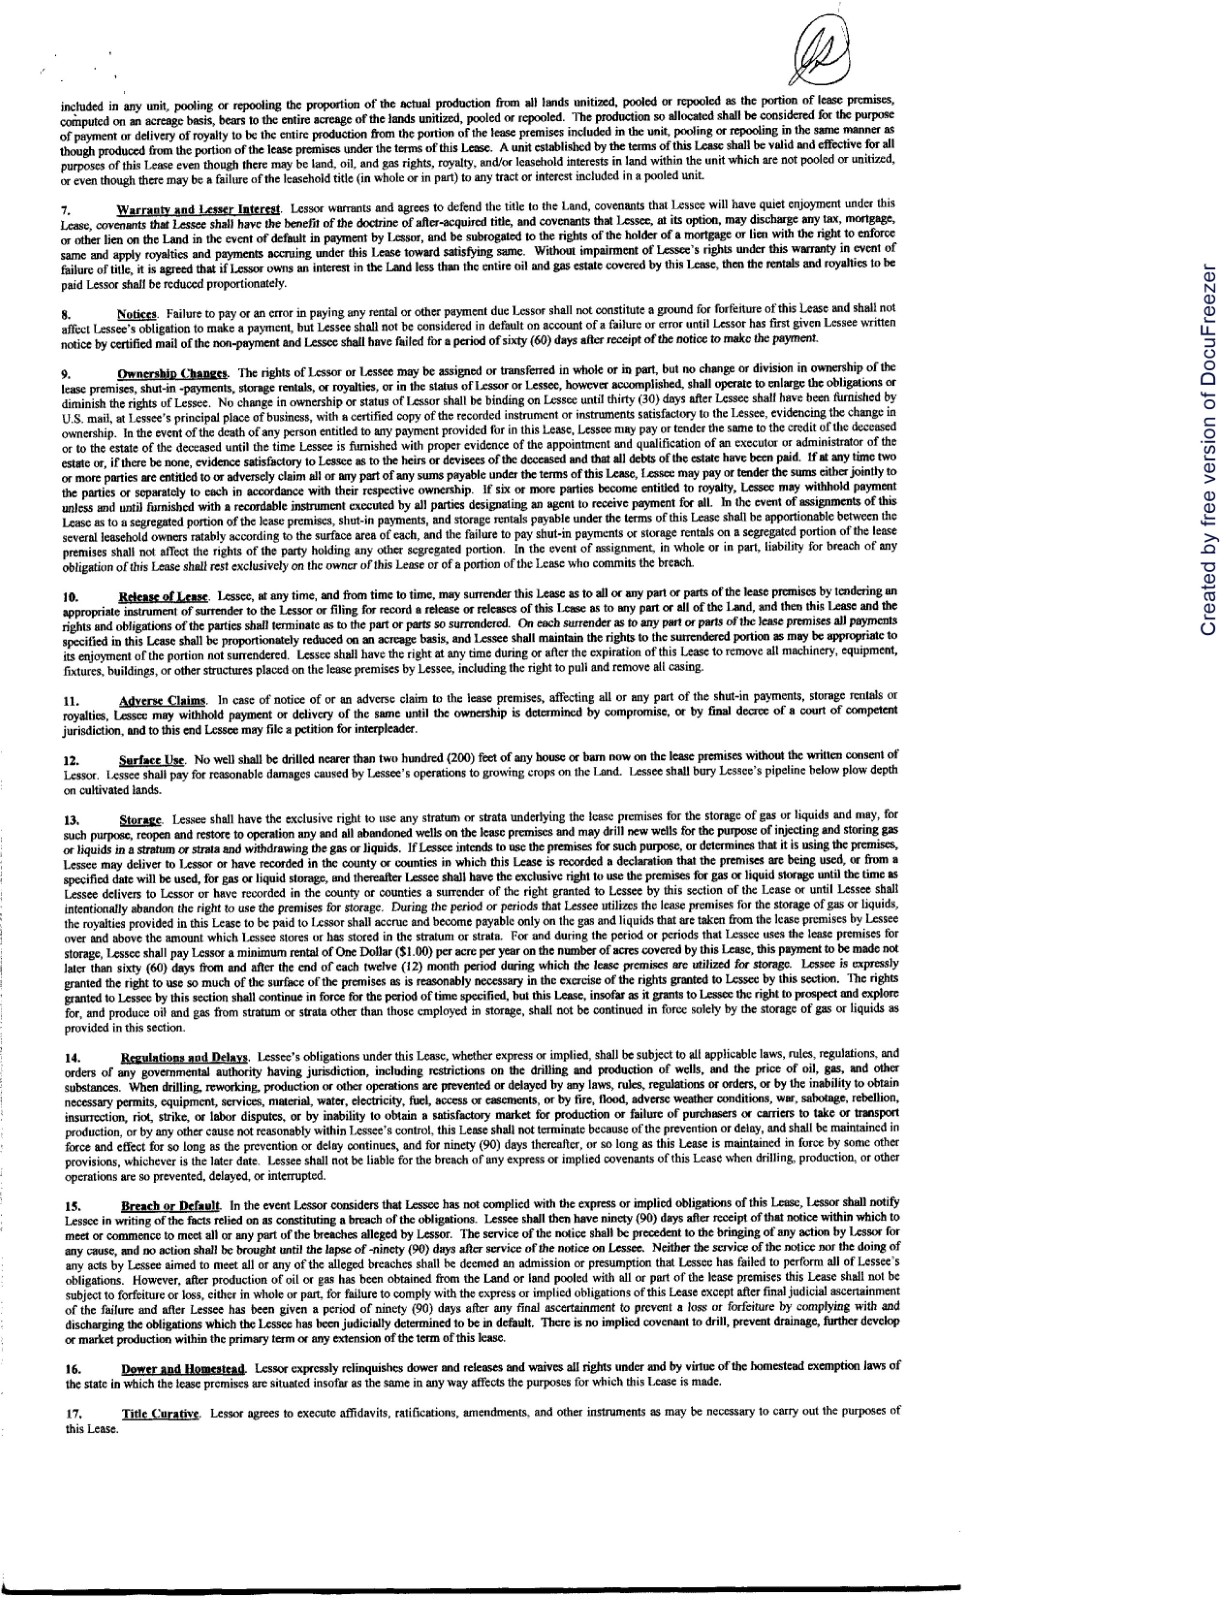 included in any unit, pooling or repooling the proportion of the actual production from all lands unitized, pooled or repooled as the portion of lease premises,
computed on an acreage basis, bears to the entire acreage of the lands unitized, pooled or repooled. The production so allocated shall be considered for the purpose
of payment or delivery of royalty to be the entire production from the portion of the lease premises included in the unit, pooling or repooling in the same manner as
though produced from the portion of the lease premises under the terms of this Lease. A unit established by the terms of this Lease shall be valid and effective for all
purposes of this Lease even though there may be land, oil, and gas rights, royalty, and/or leasehold interests in land within the unit which are not pooled or unitized,
or even though there may be a failure of the leasehold title (in whole or in part) to any tract or interest included in a pooled unit.
7. Warranty and Lesser Interest. Lessor warrants and agrees to defend the title to the Land, covenants that Lessee will have quiet enjoyment under this
Lease, covenants that Lessee shall have the benefit of the doctrine of after-acquired title, and covenants that Lessee, at its option, may discharge any tax, mortgage,
or other lien on the Land in the event of default in payment by Lessor, and be subrogated to the rights of the holder of a mortgage or lien with the right to enforce
same and apply royalties and payments accruing under this Lease toward satisfying same. Without impairment of Lessee's rights under this warranty in event of
failure of title, it is agreed that if Lessor owns an interest in the Land less than the entire oil and gas estate covered by this Lease, then the rentals and royalties to be
paid Lessor shall be reduced proportionately.
8. Notices. Failure to pay or an error in paying any rental or other payment due Lessor shall not constitute a ground for forfeiture of this Lease and shall not
affect Lessee's obligation to make a payment, but Lessee shall not be considered in default on account of a failure or error until Lessor has first given Lessee written
notice by certified mail of the non-payment and Lessee shall have failed for a period of sixty (60) days after receipt of the notice to make the payment.
9. Ownership Changes. The rights of Lessor or Lessee may be assigned or transferred in whole or in part, but no change or division in ownership of the
lease premises, shut-in -payments, storage rentals, or royalties, or in the status of Lessor or Lessee, however accomplished, shall operate to enlarge the obligations or
diminish the rights of Lessee. No change in ownership or status of Lessor shall be binding on Lessee until thirty (30) days after Lessee shall have been furnished by
U.S. mail, at Lessee's principal place of business, with a certified copy of the recorded instrument or instruments satisfactory to the Lessee, evidencing the change in
ownership. In the event of the death of any person entitled to any payment provided for in this Lease, Lessee may pay or tender the same to the credit of the deceased
or to the estate of the deceased until the time Lessee is furnished with proper evidence of the appointment and qualification of an executor or administrator of the
estate or, if there be none, evidence satisfactory to Lessee as to the heirs or devisees of the deceased and that all debts of the estate have been paid. If at any time two
or more parties are entitled to or adversely claim all or any part of any sums payable under the terms of this Lease, Lessee may pay or tender the sums either jointly to
the parties or separately to each in accordance with their respective ownership. If six or more parties become entitled to royalty, Lessee may withhold payment
unless and until furnished with a recordable instrument executed by all parties designating an agent to receive payment for all. In the event of assignments of this
Lease as to a segregated portion of the lease premises, shut-in payments, and storage rentals payable under the terms of this Lease shall be apportionable between the
several leasehold owners ratably according to the surface area of each, and the failure to pay shut-in payments or storage rentals on a segregated portion of the lease
premises shall not affect the rights of the party holding any other segregated portion. In the event of assignment, in whole or in part, liability for breach of any
obligation of this Lease shall rest exclusively on the owner of this Lease or of a portion of the Lease who commits the breach.
10. Release of Lease. Lessee, at any time, and from time to time, may surrender this Lease as to all or any part or parts of the lease premises by tendering an
appropriate instrument of surrender to the Lessor or filing for record a release or releases of this Lease as to any part or all of the Land, and then this Lease and the
rights and obligations of the parties shall terminate as to the part or parts so surrendered. On each surrender as to any part or parts of the lease premises all payments
specified in this Lease shall be proportionately reduced on an acreage basis, and Lessee shall maintain the rights to the surrendered portion as may be appropriate to
its enjoyment of the portion not surrendered. Lessee shall have the right at any time during or after the expiration of this Lease to remove all machinery, equipment,
fixtures, buildings, or other structures placed on the lease premises by Lessee, including the right to pull and remove all casing.
11. Adverse Claims. In case of notice of or an adverse claim to the lease premises, affecting all or any part of the shut-in payments, storage rentals or
royalties, Lessee may withhold payment or delivery of the same until the ownership is determined by compromise, or by final decree of a court of competent
jurisdiction, and to this end Lessee may file a petition for interpleader.
12. Surface Use. No well shall be drilled nearer than two hundred (200) feet of any house or barn now on the lease premises without the written consent of
Lessor. Lessee shall pay for reasonable damages caused by Lessee's operations to growing crops on the Land. Lessee shall bury Lessee's pipeline below plow depth
on cultivated lands.
13. Storage. Lessee shall have the exclusive right to use any stratum or strata underlying the lease premises for the storage of gas or liquids and may, for
such purpose, reopen and restore to operation any and all abandoned wells on the lease premises and may drill new wells for the purpose of injecting and storing gas
or liquids in a stratum or strata and withdrawing the gas or liquids. If Lessee intends to use the premises for such purpose, or determines that it is using the premises,
Lessee may deliver to Lessor or have recorded in the county or counties in which this Lease is recorded a declaration that the premises are being used, or from a
specified date will be used, for gas or liquid storage, and thereafter Lessee shall have the exclusive right to use the premises for gas or liquid storage until the time as
Lessee delivers to Lessor or have recorded in the county or counties a surrender of the right granted to Lessee by this section of the Lease or until Lessee shall
intentionally abandon the right to use the premises for storage. During the period or periods that Lessee utilizes the lease premises for the storage of gas or liquids,
the royalties provided in this Lease to be paid to Lessor shall accrue and become payable only on the gas and liquids that are taken from the lease premises by Lessee
over and above the amount which Lessee stores or has stored in the stratum or strata. For and during the period or periods that Lessee uses the lease premises for
storage, Lessee shall pay Lessor a minimum rental of One Dollar ($1.00) per acre per year on the number of acres covered by this Lease, this payment to be made not
later than sixty (60) days from and after the end of each twelve (12) month period during which the lease premises are utilized for storage. Lessee is expressly
granted the right to use so much of the surface of the premises as is reasonably necessary in the exercise of the rights granted to Lessee by this section. The rights
granted to Lessee by this section shall continue in force for the period of time specified, but this Lease, insofar as it grants to Lessee the right to prospect and explore
for, and produce oil and gas from stratum or strata other than those employed in storage, shall not be continued in force solely by the storage of gas or liquids as
provided in this section.
14. Regulations and Delays. Lessee's obligations under this Lease, whether express or implied, shall be subject to all applicable laws, rules, regulations, and
orders of any governmental authority having jurisdiction, including restrictions on the drilling and production of wells, and the price of oil, gas, and other
substances. When drilling, reworking, production or other operations are prevented or delayed by any laws, rules, regulations or orders, or by the inability to obtain
necessary permits, equipment, services, material, water, electricity, fuel, access or easements, or by fire, flood, adverse weather conditions, war, sabotage, rebellion,
insurrection, riot, strike, or labor disputes, or by inability to obtain a satisfactory market for production or failure of purchasers or carriers to take or transport
production, or by any other cause not reasonably within Lessee's control, this Lease shall not terminate because of the prevention or delay, and shall be maintained in
force and effect for so long as the prevention or delay continues, and for ninety (90) days thereafter, or so long as this Lease is maintained in force by some other
provisions, whichever is the later date. Lessee shall not be liable for the breach of any express or implied covenants of this Lease when drilling, production, or other
operations are so prevented, delayed, or interrupted.
15. Breach or Default. In the event Lessor considers that Lessee has not complied with the express or implied obligations of this Lease, Lessor shall notify
Lessee in writing of the facts relied on as constituting a breach of the obligations. Lessee shall then have ninety (90) days after receipt of that notice within which to
meet or commence to meet all or any part of the breaches alleged by Lessor. The service of the notice shall be precedent to the bringing of any action by Lessor for
any cause, and no action shall be brought until the lapse of -ninety (90) days after service of the notice on Lessee. Neither the service of the notice nor the doing of
any acts by Lessee aimed to meet all or any of the alleged breaches shall be deemed an admission or presumption that Lessee has failed to perform all of Lessee's
obligations. However, after production of oil or gas has been obtained from the Land or land pooled with all or part of the lease premises this Lease shall not be
subject to forfeiture or loss, either in whole or part, for failure to comply with the express or implied obligations of this Lease except after final judicial ascertainment
of the failure and after Lessee has been given a period of ninety (90) days after any final ascertainment to prevent a loss or forfeiture by complying with and
discharging the obligations which the Lessee has been judicially determined to be in default. There is no implied covenant to drill, prevent drainage, further develop
or market production within the primary term or any extension of the term of this lease.
16. Dower and Homestead. Lessor expressly relinquishes dower and releases and waives all rights under and by virtue of the homestead exemption laws of
the state in which the lease premises are situated insofar as the same in any way affects the purposes for which this Lease is made.
17. Title Curative. Lessor agrees to execute affidavits, ratifications, amendments, and other instruments as may be necessary to carry out the purposes of
this Lease.
Created by free version of DocuFreezer